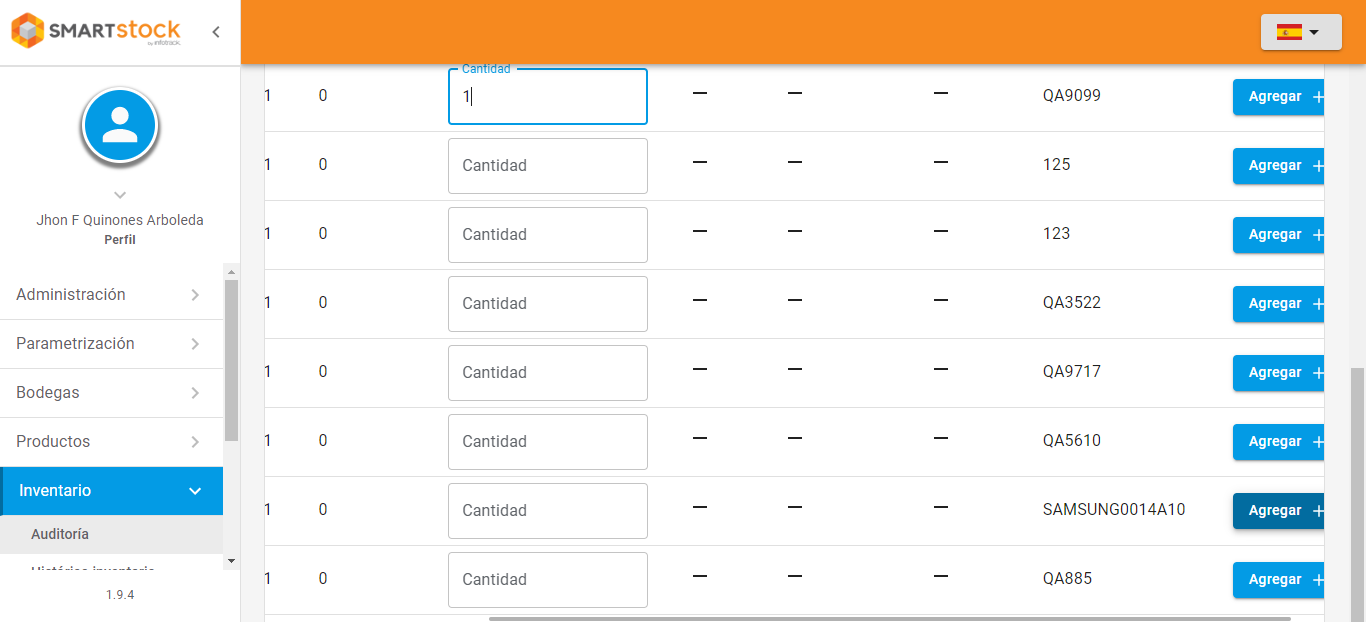 SMARTstock
by infotrack.
Jhon F Quinones Arboleda
Perfil
Administración
Parametrización
Bodegas
Productos
Inventario
Auditoría
Histórico inventario
1.9.4
Cantidad
1 0 1 — — — QA9099 Agregar +
1 0 Cantidad — — — 125 Agregar +
1 0 Cantidad — — — 123 Agregar +
1 0 Cantidad — — — QA3522 Agregar +
1 0 Cantidad — — — QA9717 Agregar +
1 0 Cantidad — — — QA5610 Agregar +
1 0 Cantidad — — — SAMSUNG0014A10 Agregar +
1 0 Cantidad — — — QA885 Agregar +